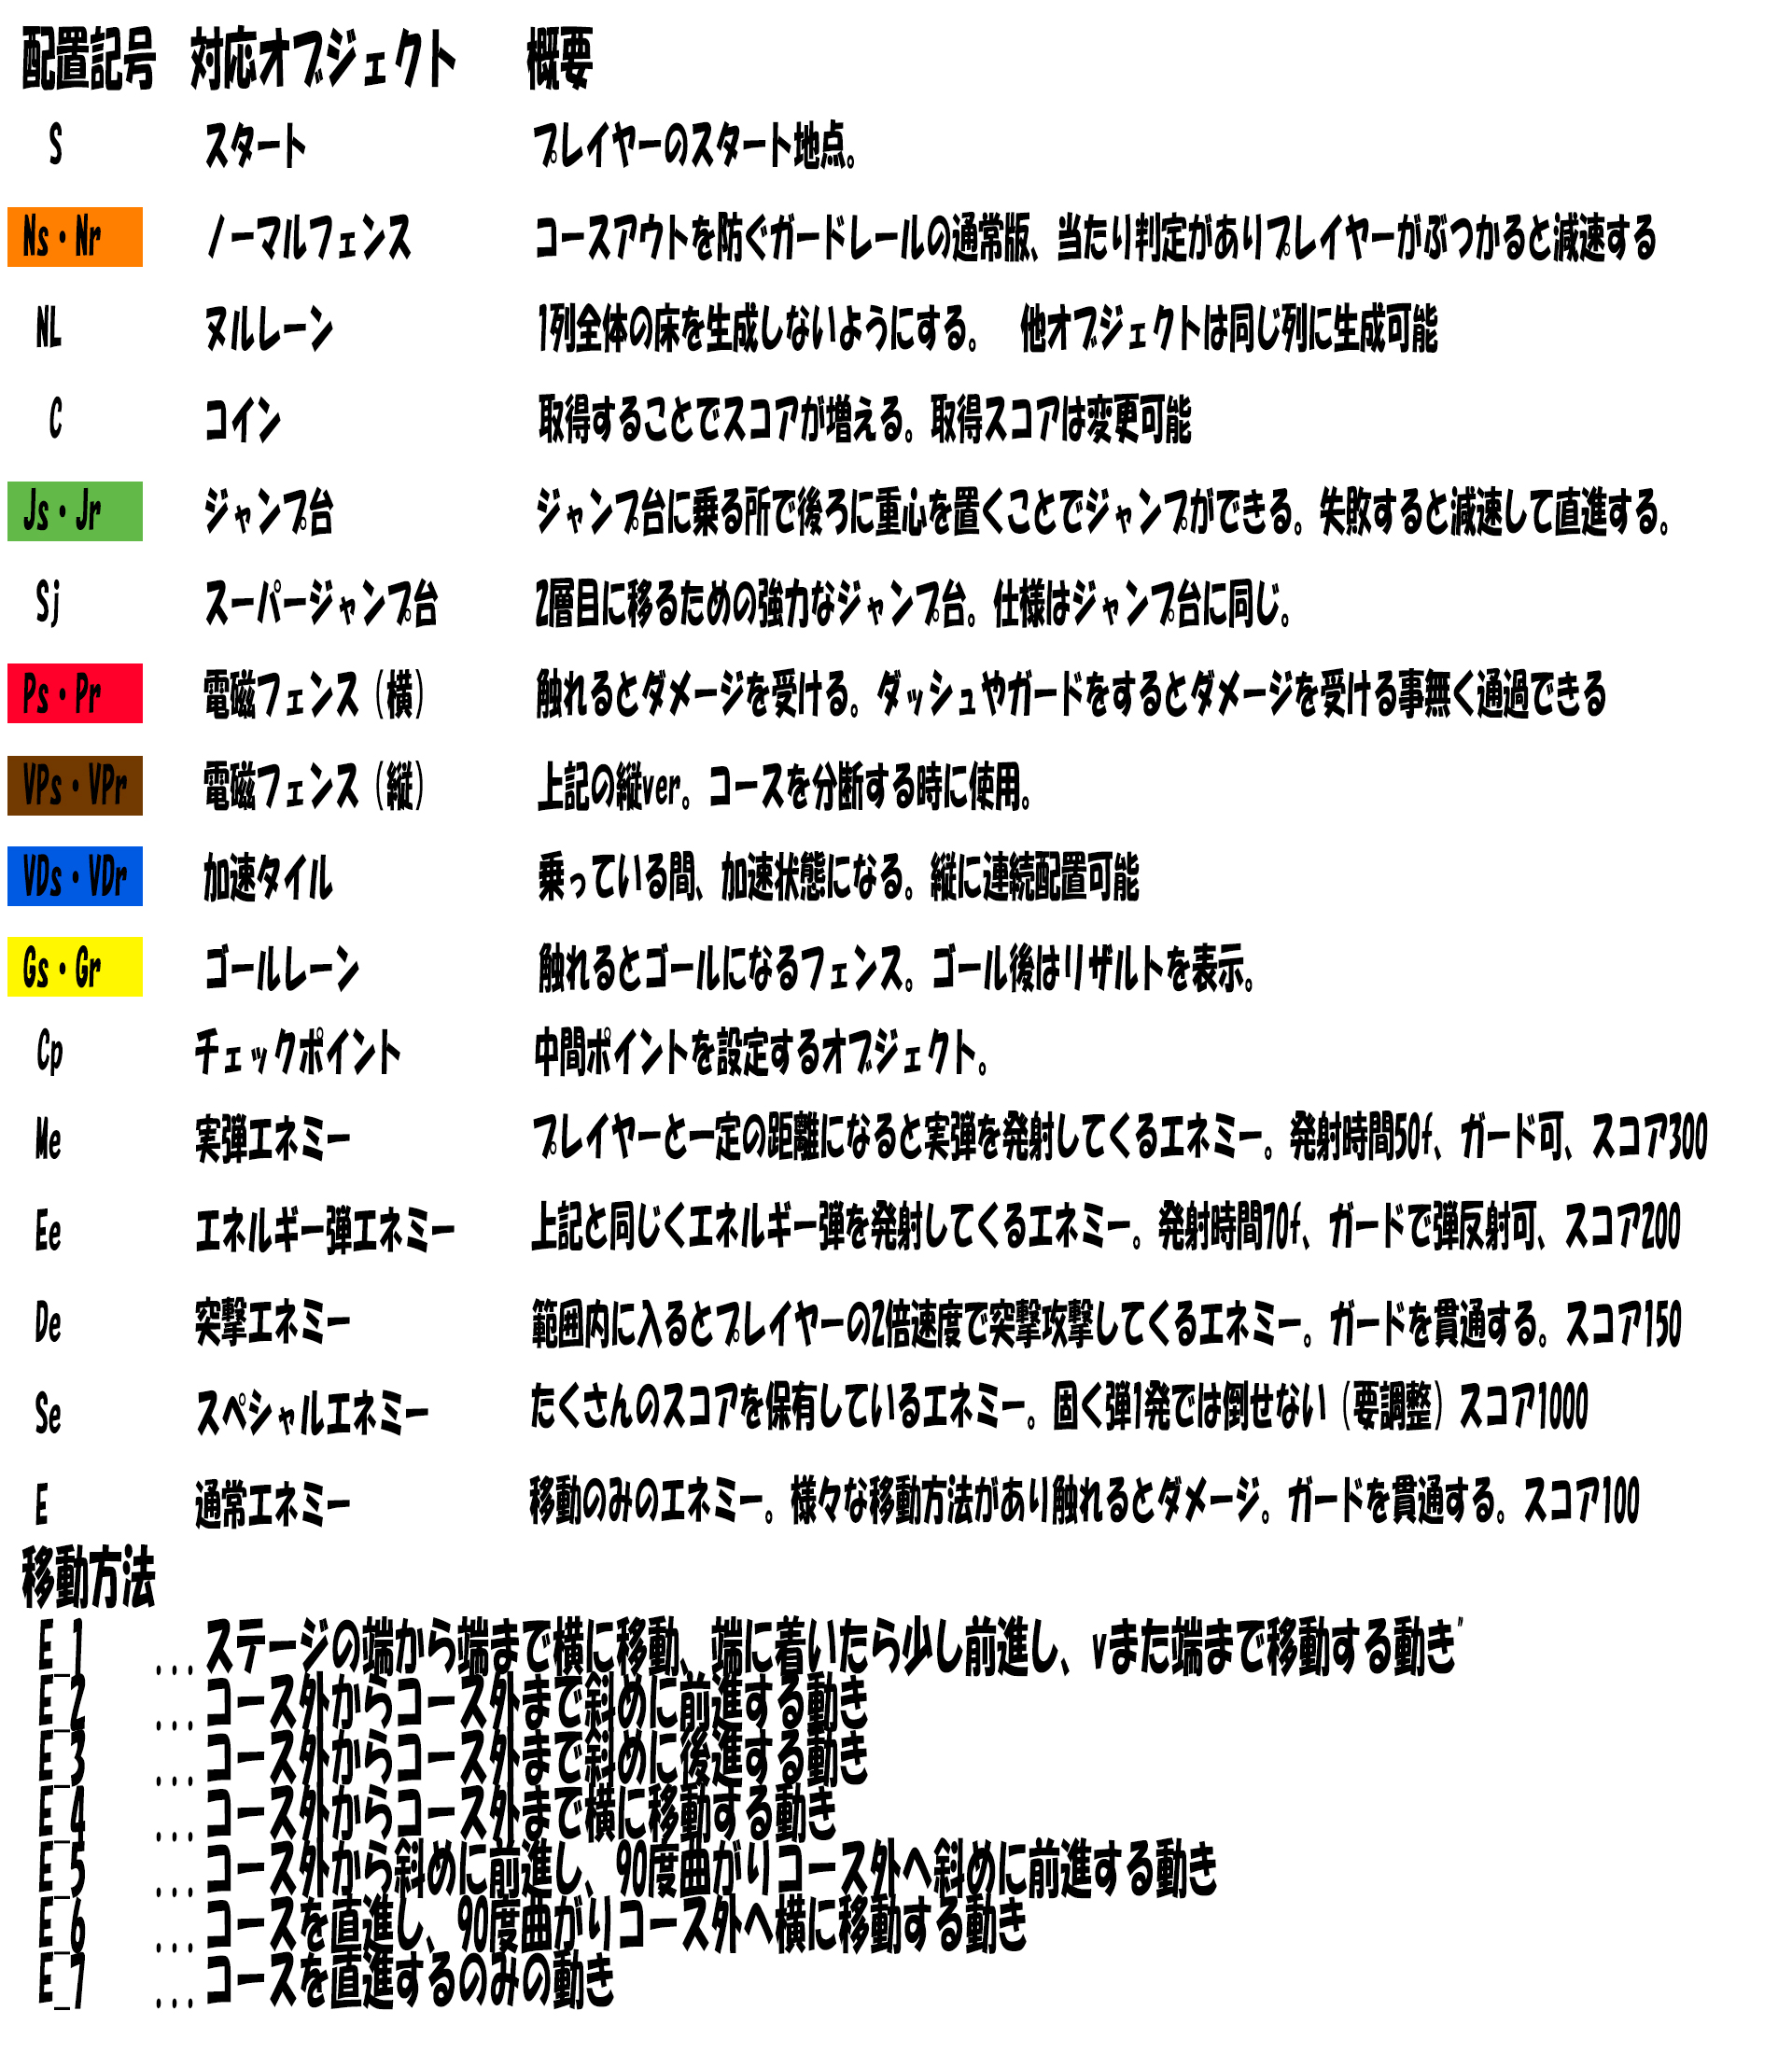 配置記号 対応オブジェクト 概要
S スタート プレイヤーのスタート地点。
Ns・Nr ノーマルフェンス コースアウトを防ぐガードレールの通常版、当たり判定がありプレイヤーがぶつかると減速する
NL ヌルレーン 1列全体の床を生成しないようにする。 他オブジェクトは同じ列に生成可能
C コイン 取得することでスコアが増える。取得スコアは変更可能
Js・Jr ジャンプ台 ジャンプ台に乗る所で後ろに重心を置くことでジャンプができる。失敗すると減速して直進する。
Sj スーパージャンプ台 2層目に移るための強力なジャンプ台。仕様はジャンプ台に同じ。
Ps・Pr 電磁フェンス（横） 触れるとダメージを受ける。ダッシュやガードをするとダメージを受ける事無く通過できる
VPs・VPr 電磁フェンス（縦） 上記の縦ver。コースを分断する時に使用。
VDs・VDr 加速タイル 乗っている間、加速状態になる。縦に連続配置可能
Gs・Gr ゴールレーン 触れるとゴールになるフェンス。ゴール後はリザルトを表示。
Cp チェックポイント 中間ポイントを設定するオブジェクト。
Me 実弾エネミー プレイヤーと一定の距離になると実弾を発射してくるエネミー。発射時間50f、ガード可、スコア300
Ee エネルギー弾エネミー 上記と同じくエネルギー弾を発射してくるエネミー。発射時間70f、ガードで弾反射可、スコア200
De 突撃エネミー 範囲内に入るとプレイヤーの2倍速度で突撃攻撃してくるエネミー。ガードを貫通する。スコア150
Se スペシャルエネミー たくさんのスコアを保有しているエネミー。固く弾1発では倒せない（要調整）スコア1000
E 通常エネミー 移動のみのエネミー。様々な移動方法があり触れるとダメージ。ガードを貫通する。スコア100
移動方法
E_1 ...ステージの端から端まで横に移動、端に着いたら少し前進し、vまた端まで移動する動き"
E_2 ...コース外からコース外まで斜めに前進する動き
E_3 ...コース外からコース外まで斜めに後進する動き
E_4 ...コース外からコース外まで横に移動する動き
E_5 ...コース外から斜めに前進し、90度曲がりコース外へ斜めに前進する動き
E_6 ...コースを直進し、90度曲がりコース外へ横に移動する動き
E_7 ...コースを直進するのみの動き